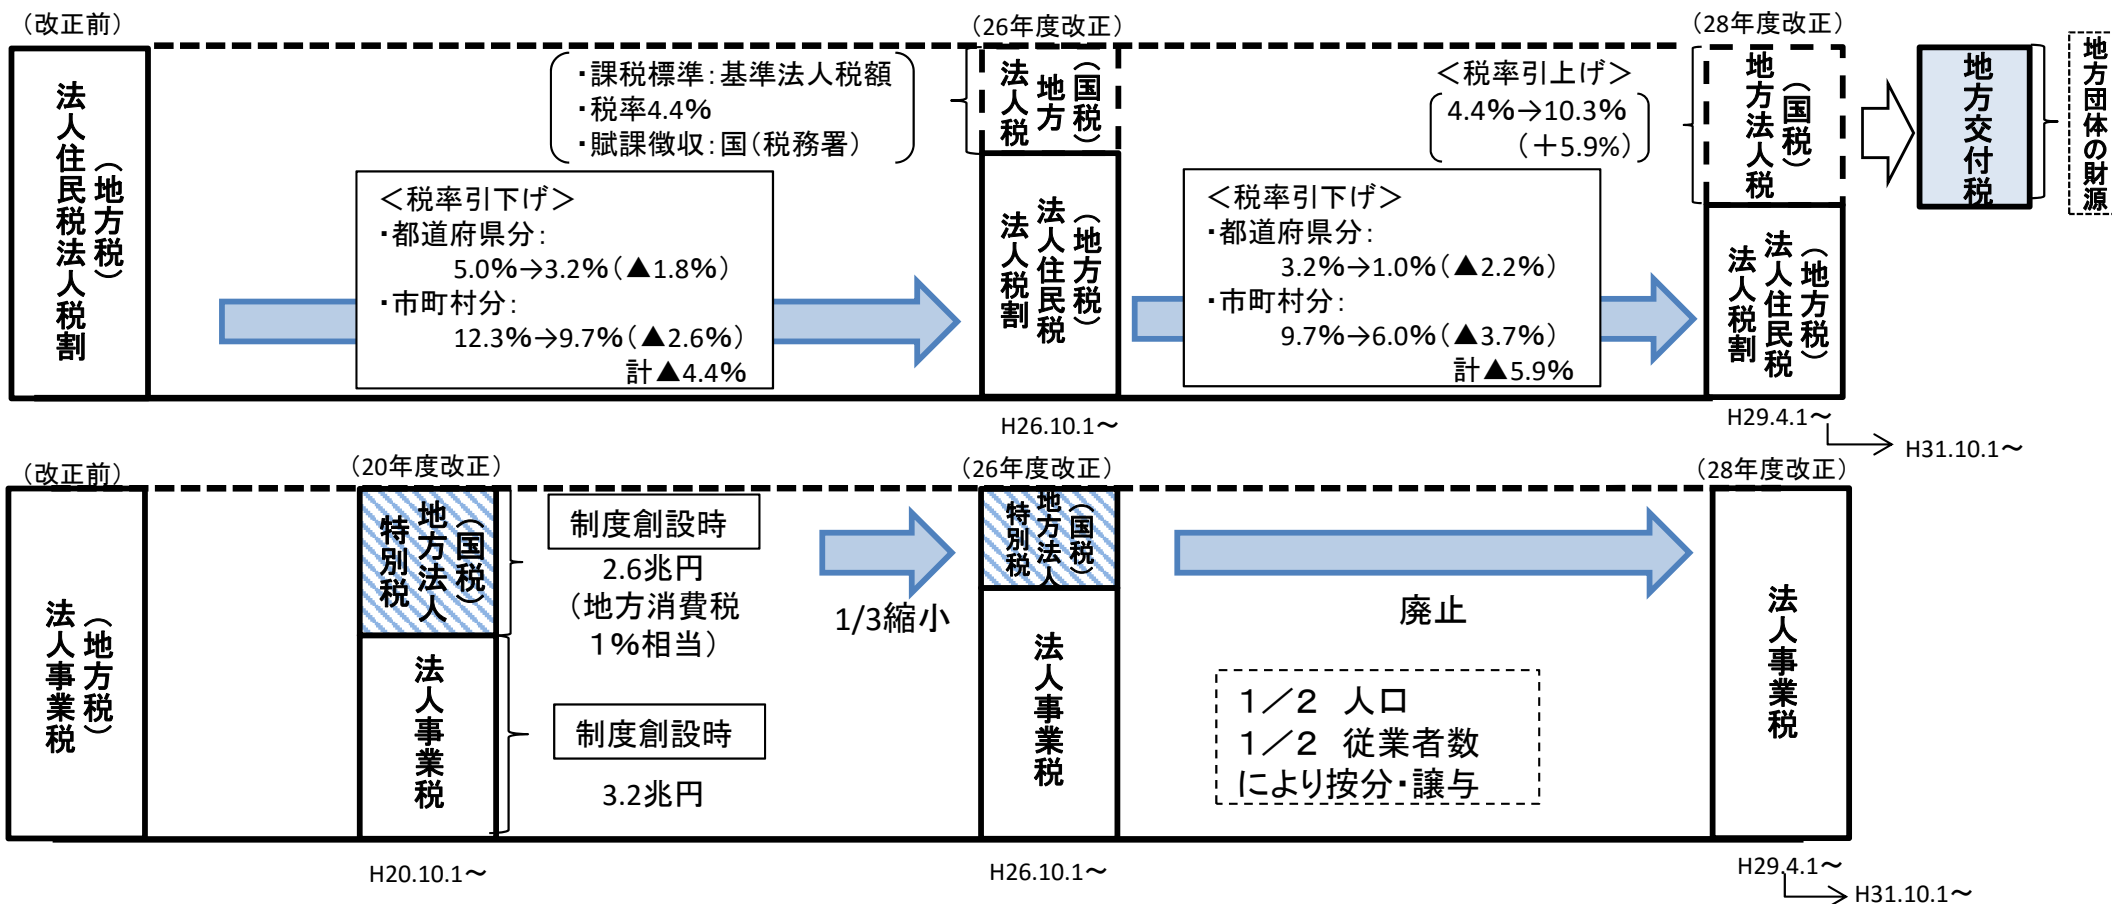 （改正前）
法人住民税法人税割
（地方税）
・課税標準：基準法人税額
・税率4.4%
・賦課徴収：国（税務署）
＜税率引下げ＞
・都道府県分：
5.0%→3.2%（▲1.8%）
・市町村分：
12.3%→9.7%（▲2.6%）
計▲4.4%
（26年度改正）
（国税）
地方
法人税
（地方税）
法人住民税
法人税割
H26.10.1～
＜税率引上げ＞
4.4%→10.3%
（＋5.9%）
＜税率引下げ＞
・都道府県分：
3.2%→1.0%（▲2.2%）
・市町村分：
9.7%→6.0%（▲3.7%）
計▲5.9%
（28年度改正）
（国税）
地方法人税
（地方税）
法人住民税
法人税割
H29.4.1～
H31.10.1～
地方交付税
地方団体の財源
（改正前）
（地方税）
法人事業税
（20年度改正）
（国税）
地方法人
特別税
法人事業税
H20.10.1～
制度創設時
2.6兆円
（地方消費税
１%相当）
制度創設時
3.2兆円
1/3縮小
（26年度改正）
（国税）
地方法人
特別税
法人事業税
H26.10.1～
廃止
１／２　人口
１／２　従業者数
により按分・譲与
（28年度改正）
法人事業税
H29.4.1～
H31.10.1～